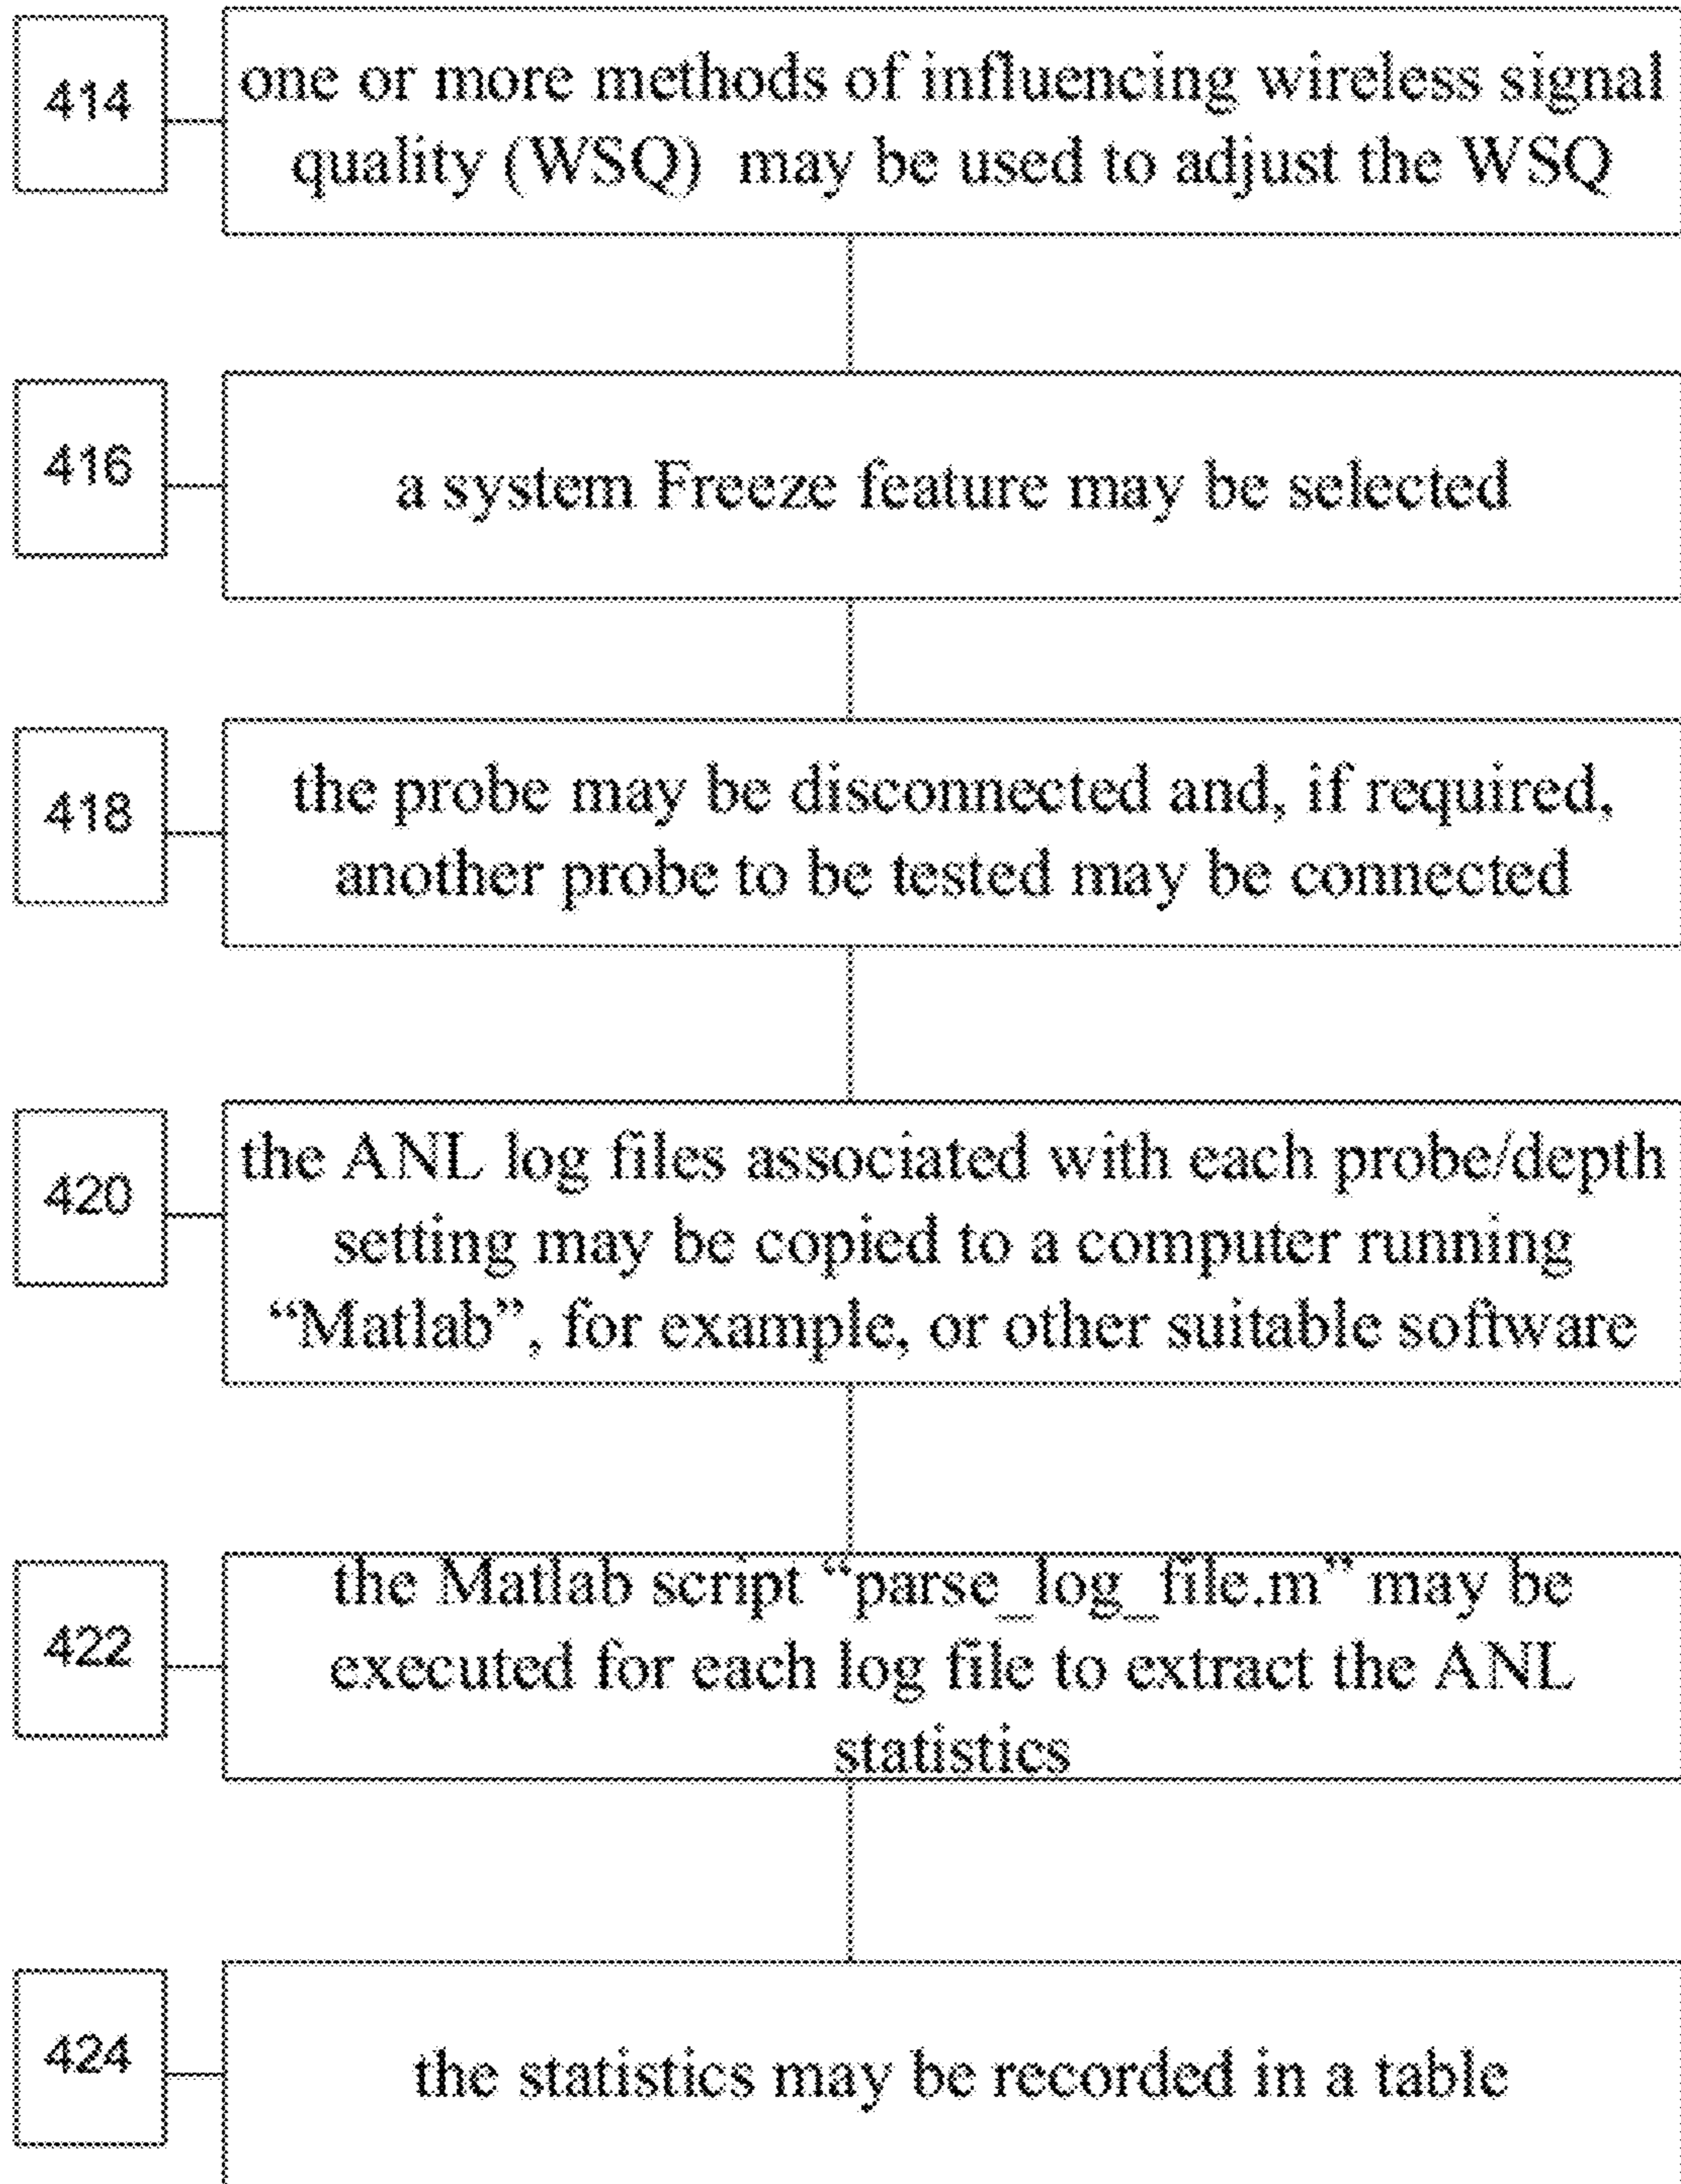 414
one or more methods of influencing wireless signal
quality (WSQ) may be used to adjust the WSQ
416
a system Freeze feature may be selected
418
the probe may be disconnected and, if required,
another probe to be tested may be connected
420
the ANL log files associated with each probe/depth
setting may be copied to a computer running
“Matlab”, for example, or other suitable software
422
the Matlab script “parse_log_file.m” may be
executed for each log file to extract the ANL
statistics
424
the statistics may be recorded in a table